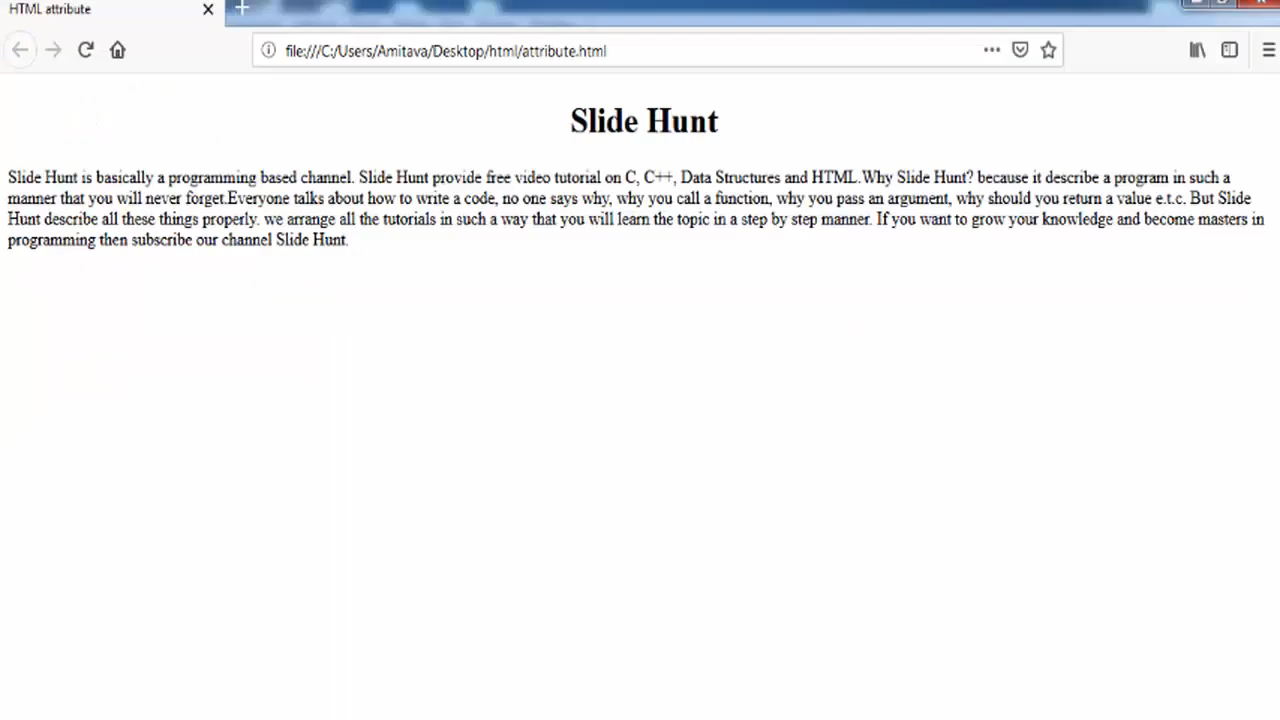 HTML attribute
file:///C:/Users/Amitava/Desktop/html/attribute.html
Slide Hunt
Slide Hunt is basically a programming based channel. Slide Hunt provide free video tutorial on C, C++, Data Structures and HTML.Why Slide Hunt? because it describe a program in such a
manner that you will never forget.Everyone talks about how to write a code, no one says why, why you call a function, why you pass an argument, why should you return a value e.t.c. But Slide
Hunt describe all these things properly. we arrange all the tutorials in such a way that you will learn the topic in a step by step manner. If you want to grow your knowledge and become masters in
programming then subscribe our channel Slide Hunt.